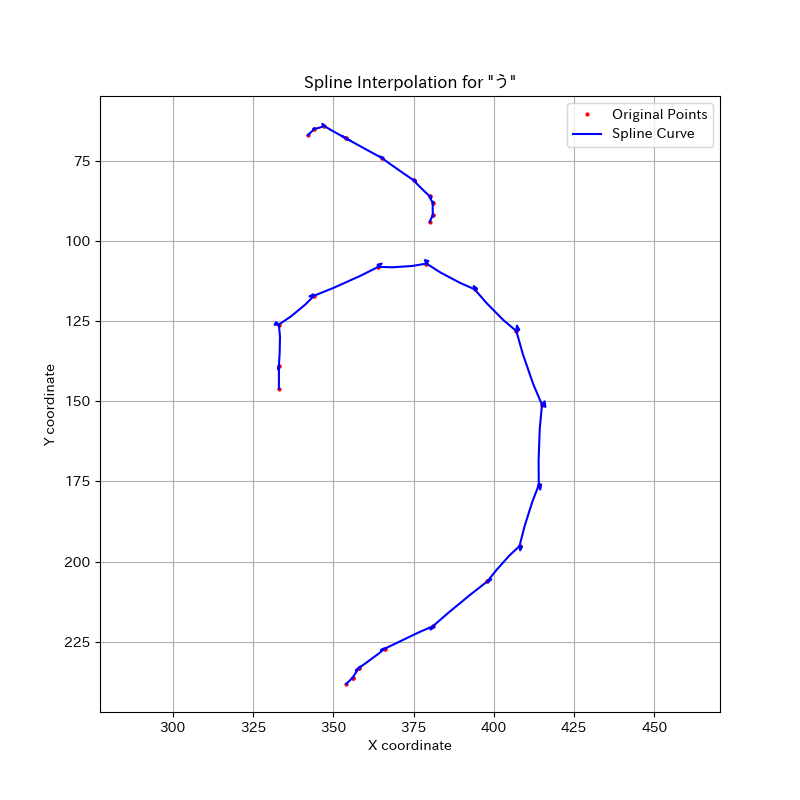 Spline Interpolation for "う"
Original Points
Spline Curve
Y coordinate
75
100
125
150
175
200
225
300
325
350
375
400
425
450
X coordinate